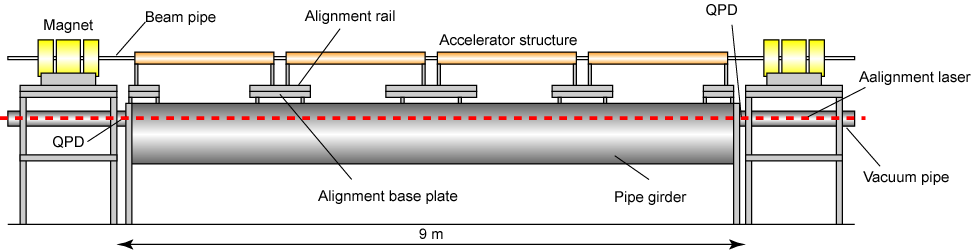 QPD
Magnet
Beam pipe
Alignment rail
Accelerator structure
Aalignment laser
QPD
Vacuum pipe
Alignment base plate
Pipe girder
9 m